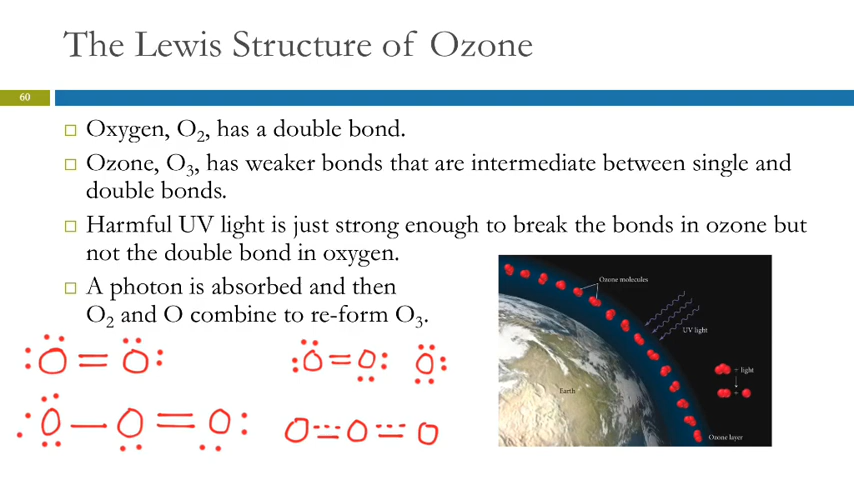 The Lewis Structure of Ozone
60
Oxygen, O₂, has a double bond.
Ozone, O₃, has weaker bonds that are intermediate between single and
double bonds.
Harmful UV light is just strong enough to break the bonds in ozone but
not the double bond in oxygen.
A photon is absorbed and then
O₂ and O combine to re-form O₃.
Ozone molecules
UV light
+ light
+
Earth
Ozone layer
O = O
O = O O
O — O = O
O = O = O